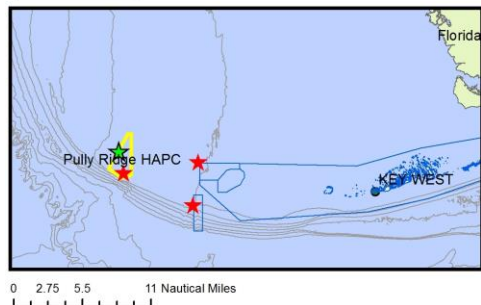 Florida
Pully Ridge HAPC
KEY WEST
0 2.75 5.5 11 Nautical Miles